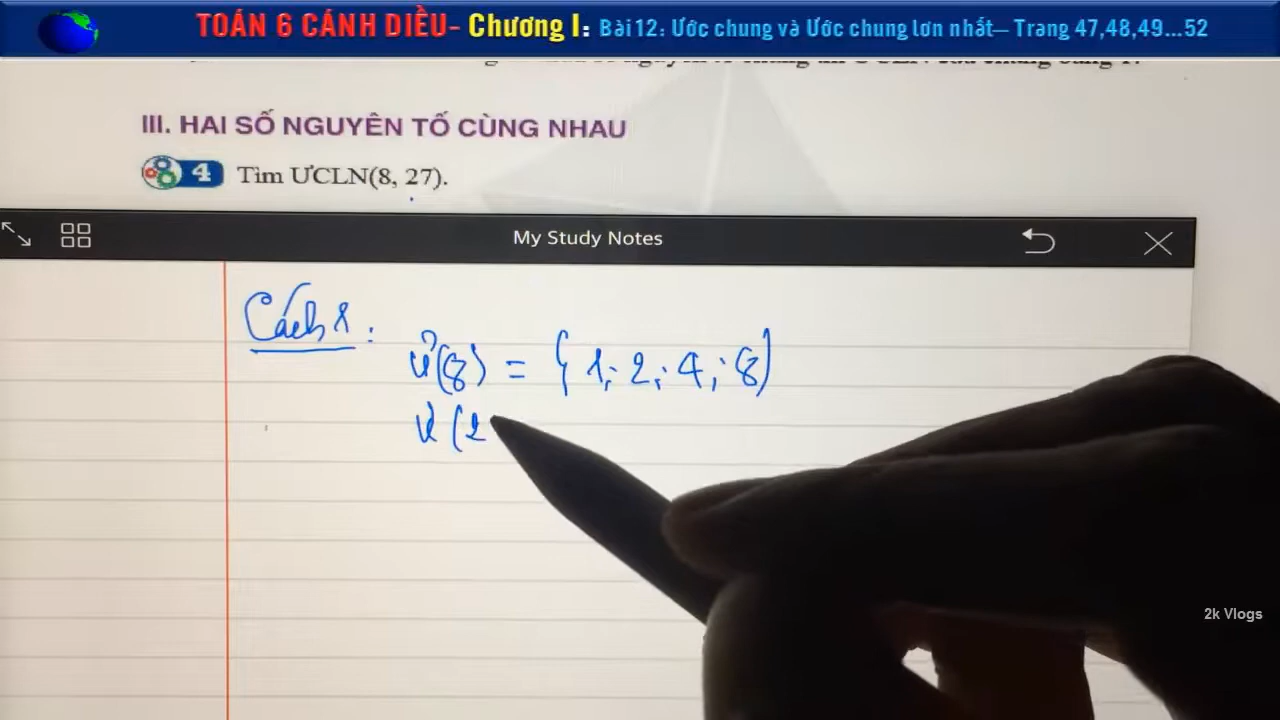 TOÁN 6 CÁNH DIỀU- Chương I: Bài 12: Ước chung và Ước chung lớn nhất– Trang 47,48,49...52
III. HAI SỐ NGUYÊN TỐ CÙNG NHAU
4 Tìm ƯCLN(8, 27).
My Study Notes
Cách 1:
Ư(8) = {1; 2; 4; 8}
Ư(2
2k Vlogs